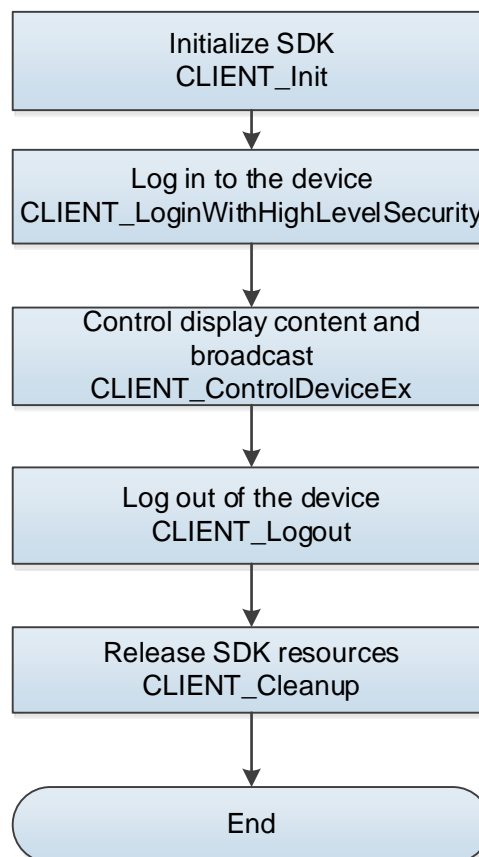 Initialize SDK
CLIENT_Init
Log in to the device
CLIENT_LoginWithHighLevelSecurity
Control display content and
broadcast
CLIENT_ControlDeviceEx
Log out of the device
CLIENT_Logout
Release SDK resources
CLIENT_Cleanup
End